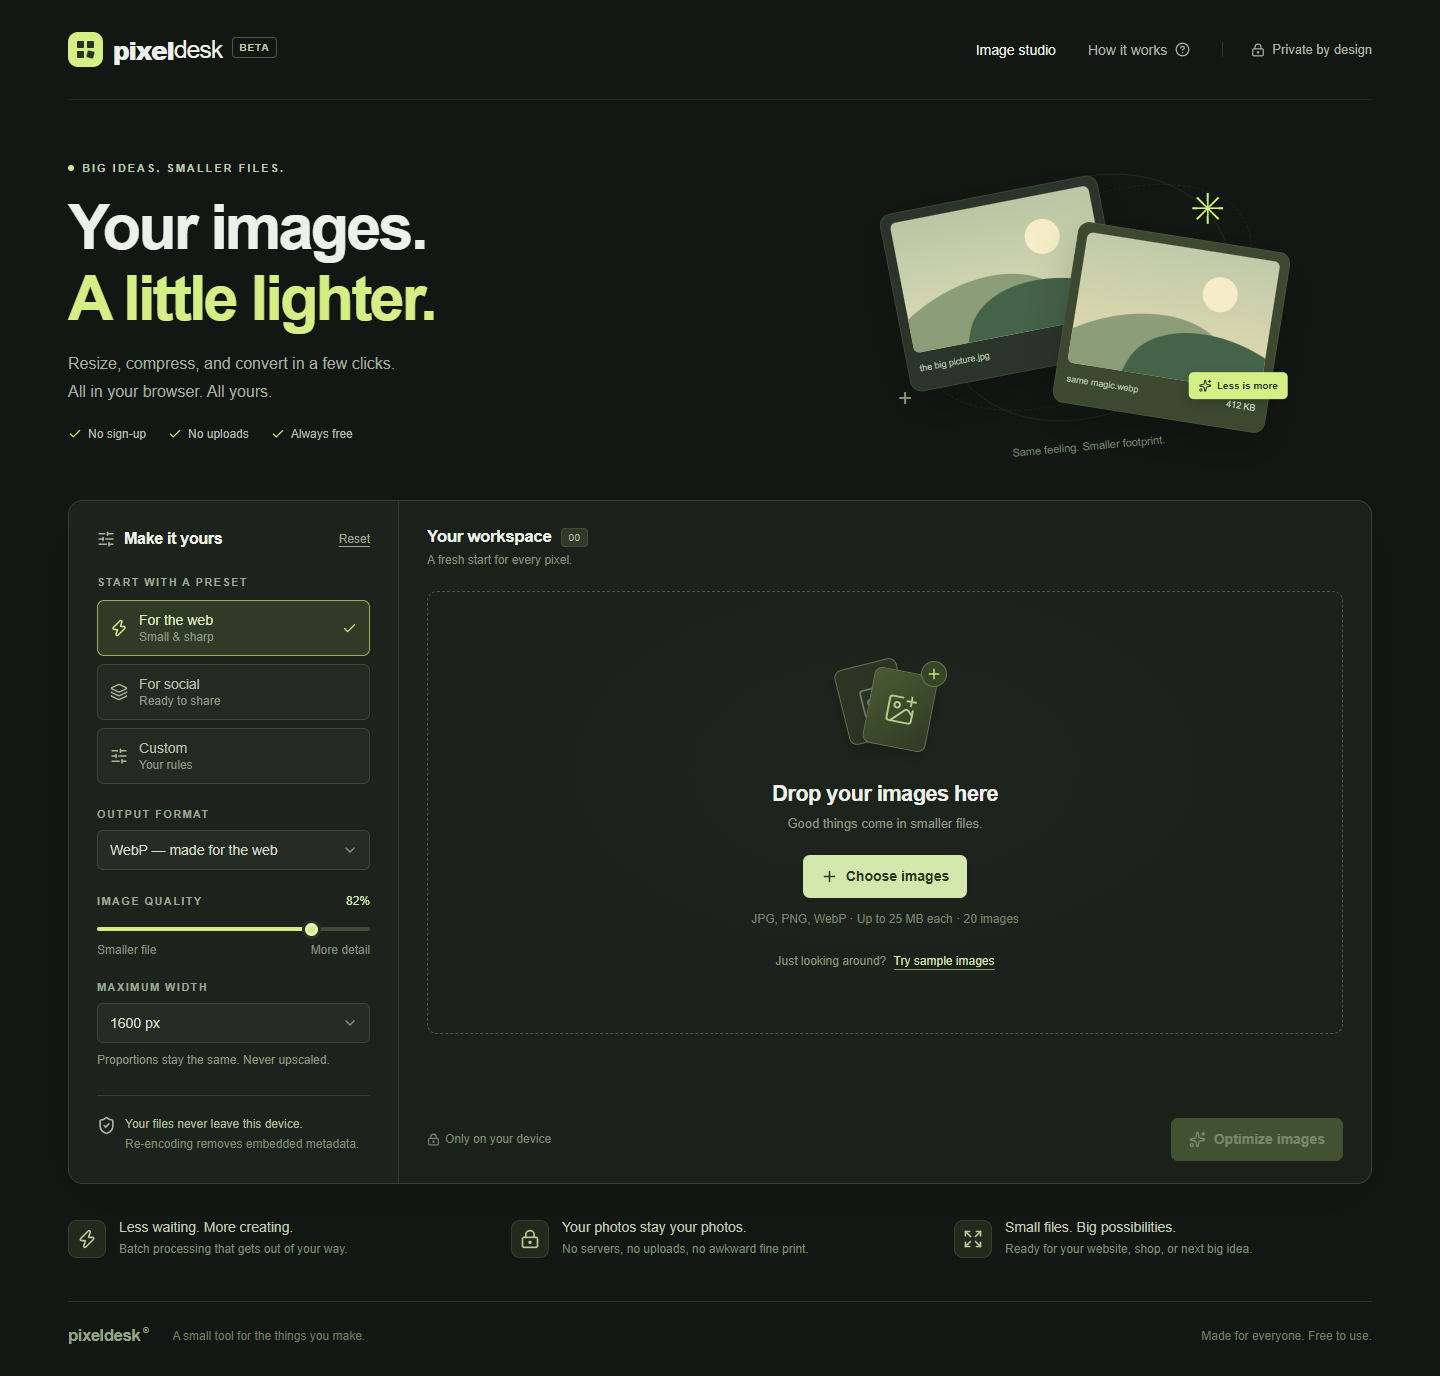 pixeldesk BETA
Image studio
How it works
Private by design
BIG IDEAS. SMALLER FILES.
Your images.
A little lighter.
Resize, compress, and convert in a few clicks.
All in your browser. All yours.
No sign-up
No uploads
Always free
the big picture.jpg
same magic.webp
Less is more
412 KB
Same feeling. Smaller footprint.
Make it yours
Reset
START WITH A PRESET
For the web
Small & sharp
For social
Ready to share
Custom
Your rules
OUTPUT FORMAT
WebP — made for the web
IMAGE QUALITY
82%
Smaller file
More detail
MAXIMUM WIDTH
1600 px
Proportions stay the same. Never upscaled.
Your files never leave this device.
Re-encoding removes embedded metadata.
Your workspace 00
A fresh start for every pixel.
Drop your images here
Good things come in smaller files.
Choose images
JPG, PNG, WebP · Up to 25 MB each · 20 images
Just looking around? Try sample images
Only on your device
Optimize images
Less waiting. More creating.
Batch processing that gets out of your way.
Your photos stay your photos.
No servers, no uploads, no awkward fine print.
Small files. Big possibilities.
Ready for your website, shop, or next big idea.
pixeldesk®
A small tool for the things you make.
Made for everyone. Free to use.